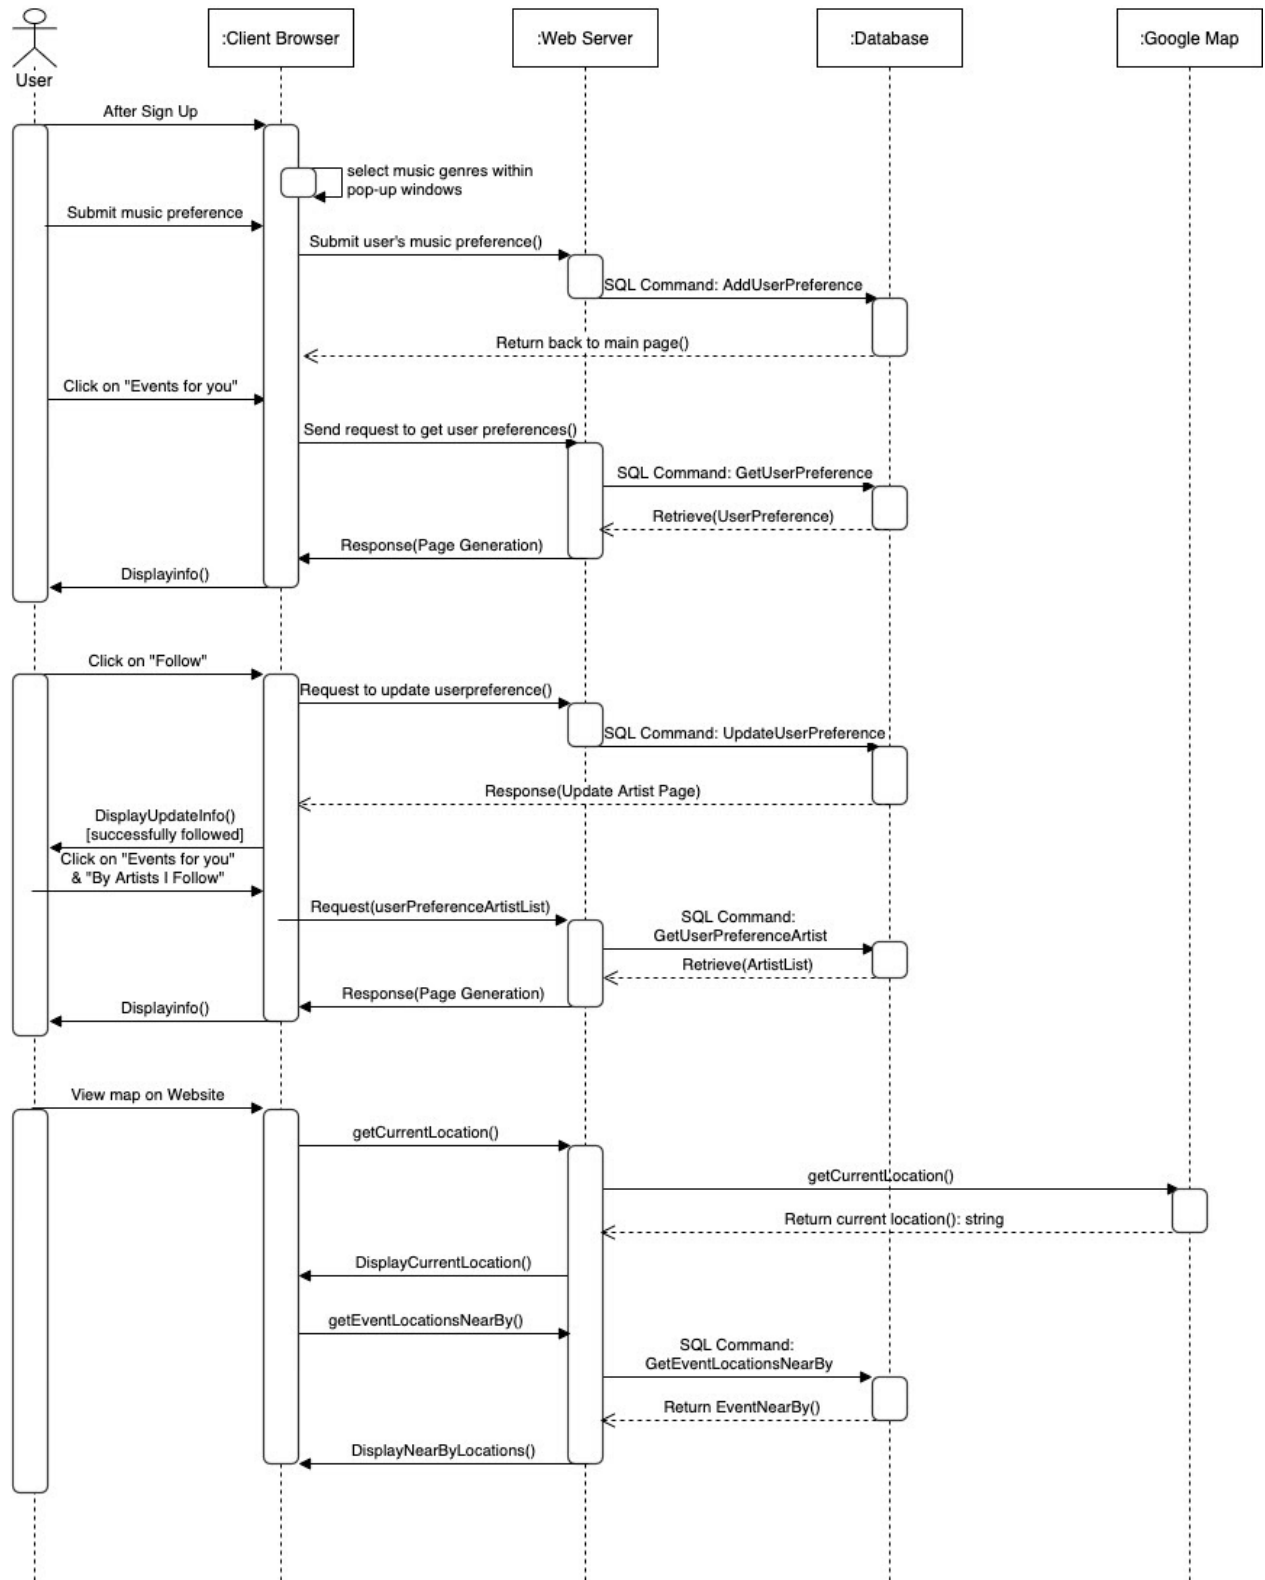 :Client Browser
:Web Server
:Database
:Google Map
User
After Sign Up
select music genres within
pop-up windows
Submit music preference
Submit user's music preference()
SQL Command: AddUserPreference
Return back to main page()
Click on "Events for you"
Send request to get user preferences()
SQL Command: GetUserPreference
Retrieve(UserPreference)
Response(Page Generation)
Displayinfo()
Click on "Follow"
Request to update userpreference()
SQL Command: UpdateUserPreference
Response(Update Artist Page)
DisplayUpdateInfo()
[successfully followed]
Click on "Events for you"
& "By Artists I Follow"
Request(userPreferenceArtistList)
SQL Command:
GetUserPreferenceArtist
Retrieve(ArtistList)
Response(Page Generation)
Displayinfo()
View map on Website
getCurrentLocation()
getCurrentLocation()
Return current location(): string
DisplayCurrentLocation()
getEventLocationsNearBy()
SQL Command:
GetEventLocationsNearBy
Return EventNearBy()
DisplayNearByLocations()